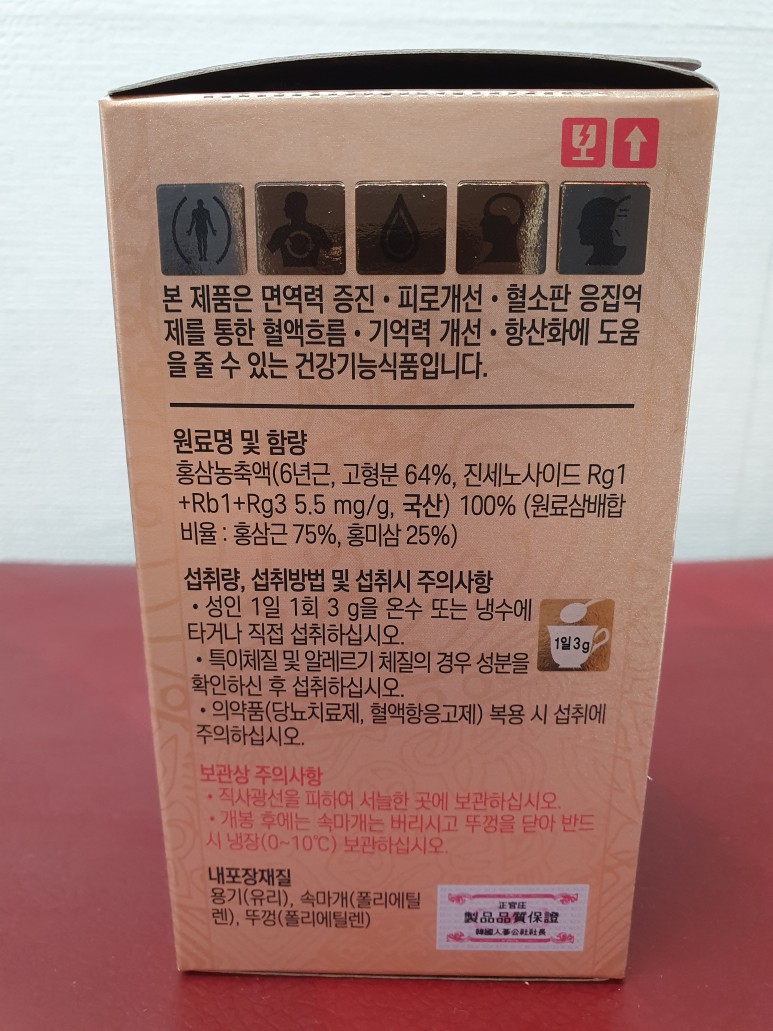 본 제품은 면역력 증진 • 피로개선 • 혈소판 응집억
제를 통한 혈액흐름 • 기억력 개선 • 항산화에 도움
을 줄 수 있는 건강기능식품입니다.
원료명 및 함량
홍삼농축액(6년근, 고형분 64%, 진세노사이드 Rg1
+Rb1+Rg3 5.5 mg/g, 국산) 100% (원료삼배합
비율 : 홍삼근 75%, 홍미삼 25%)
섭취량, 섭취방법 및 섭취시 주의사항
• 성인 1일 1회 3 g을 온수 또는 냉수에
타거나 직접 섭취하십시오.
1일 3g
• 특이체질 및 알레르기 체질의 경우 성분을
확인하신 후 섭취하십시오.
• 의약품(당뇨치료제, 혈액항응고제) 복용 시 섭취에
주의하십시오.
보관상 주의사항
• 직사광선을 피하여 서늘한 곳에 보관하십시오.
• 개봉 후에는 속마개는 버리시고 뚜껑을 닫아 반드
시 냉장(0~10℃) 보관하십시오.
내포장재질
용기(유리), 속마개(폴리에틸
렌), 뚜껑(폴리에틸렌)
正官庄
製品品質保證
韓國人蔘公社社長